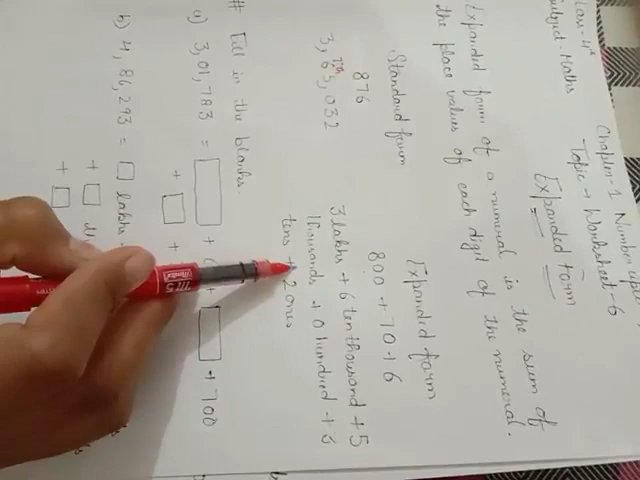 Class-4th
Chapter-1 Number
Subject-Maths
Topic → Worksheet-6
Expanded form
Expanded form of a numeral is the sum of
the place values of each digit of the numeral.
Standard form
Expanded form
876
800 + 70 + 6
3,65,032
3 lakhs + 6 ten thousand + 5
thousands + 0 hundred + 3
tens + 2 ones
# Fill in the blanks.
a) 3,01,783 = □ + 0 + □ + 700
+ □ +
b) 4,86,293 = □ lakhs +
+ □
+ □